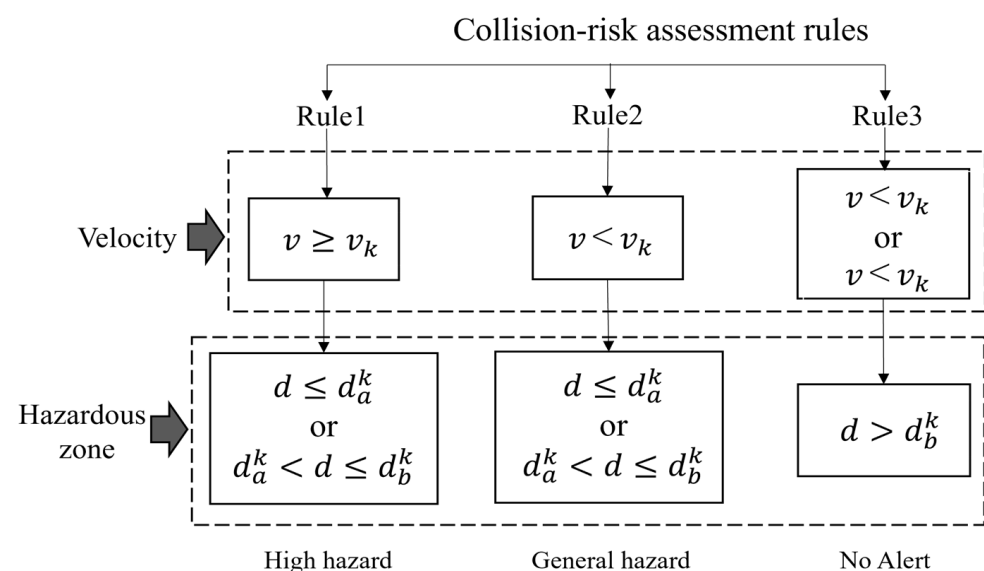 Collision-risk assessment rules
Rule1
Rule2
Rule3
Velocity
v ≥ v_k
v < v_k
v < v_k
or
v < v_k
Hazardous
zone
d ≤ d_a^k
or
d_a^k < d ≤ d_b^k
d ≤ d_a^k
or
d_a^k < d ≤ d_b^k
d > d_b^k
High hazard
General hazard
No Alert